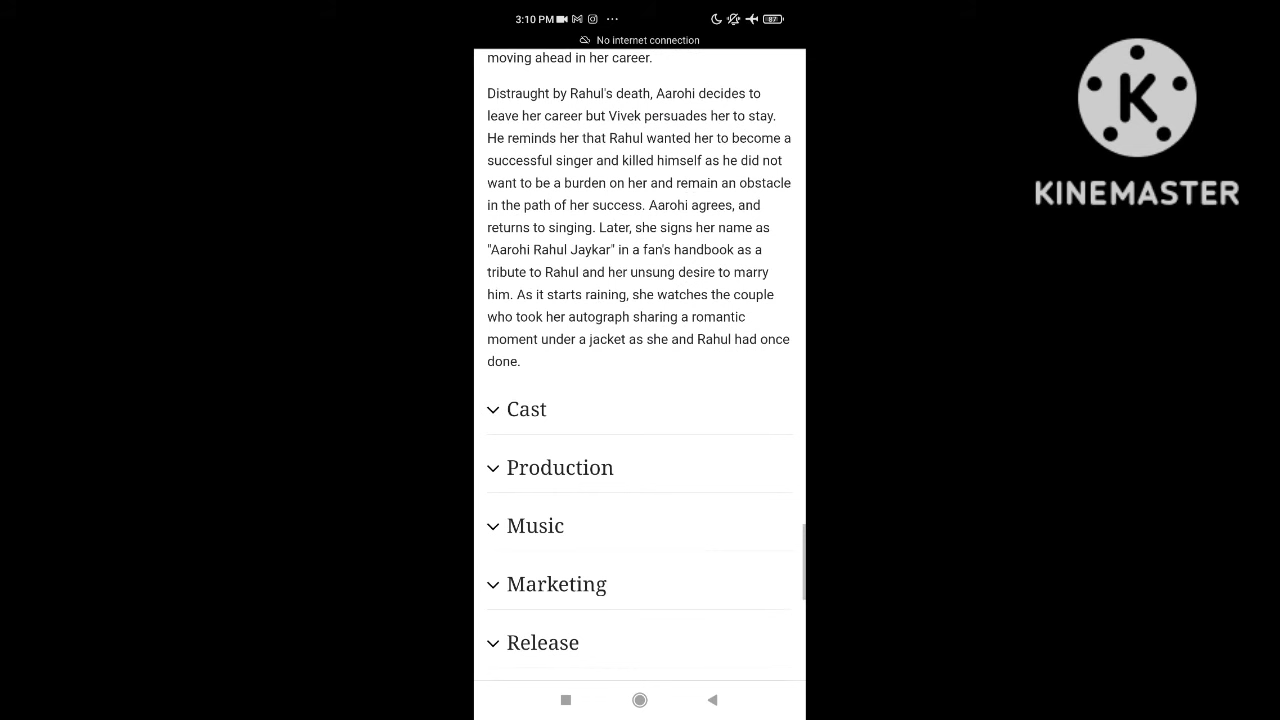 3:10 PM
87
No internet connection
moving ahead in her career.
Distraught by Rahul's death, Aarohi decides to
leave her career but Vivek persuades her to stay.
He reminds her that Rahul wanted her to become a
successful singer and killed himself as he did not
want to be a burden on her and remain an obstacle
in the path of her success. Aarohi agrees, and
returns to singing. Later, she signs her name as
"Aarohi Rahul Jaykar" in a fan's handbook as a
tribute to Rahul and her unsung desire to marry
him. As it starts raining, she watches the couple
who took her autograph sharing a romantic
moment under a jacket as she and Rahul had once
done.
Cast
Production
Music
Marketing
Release
K
KINEMASTER